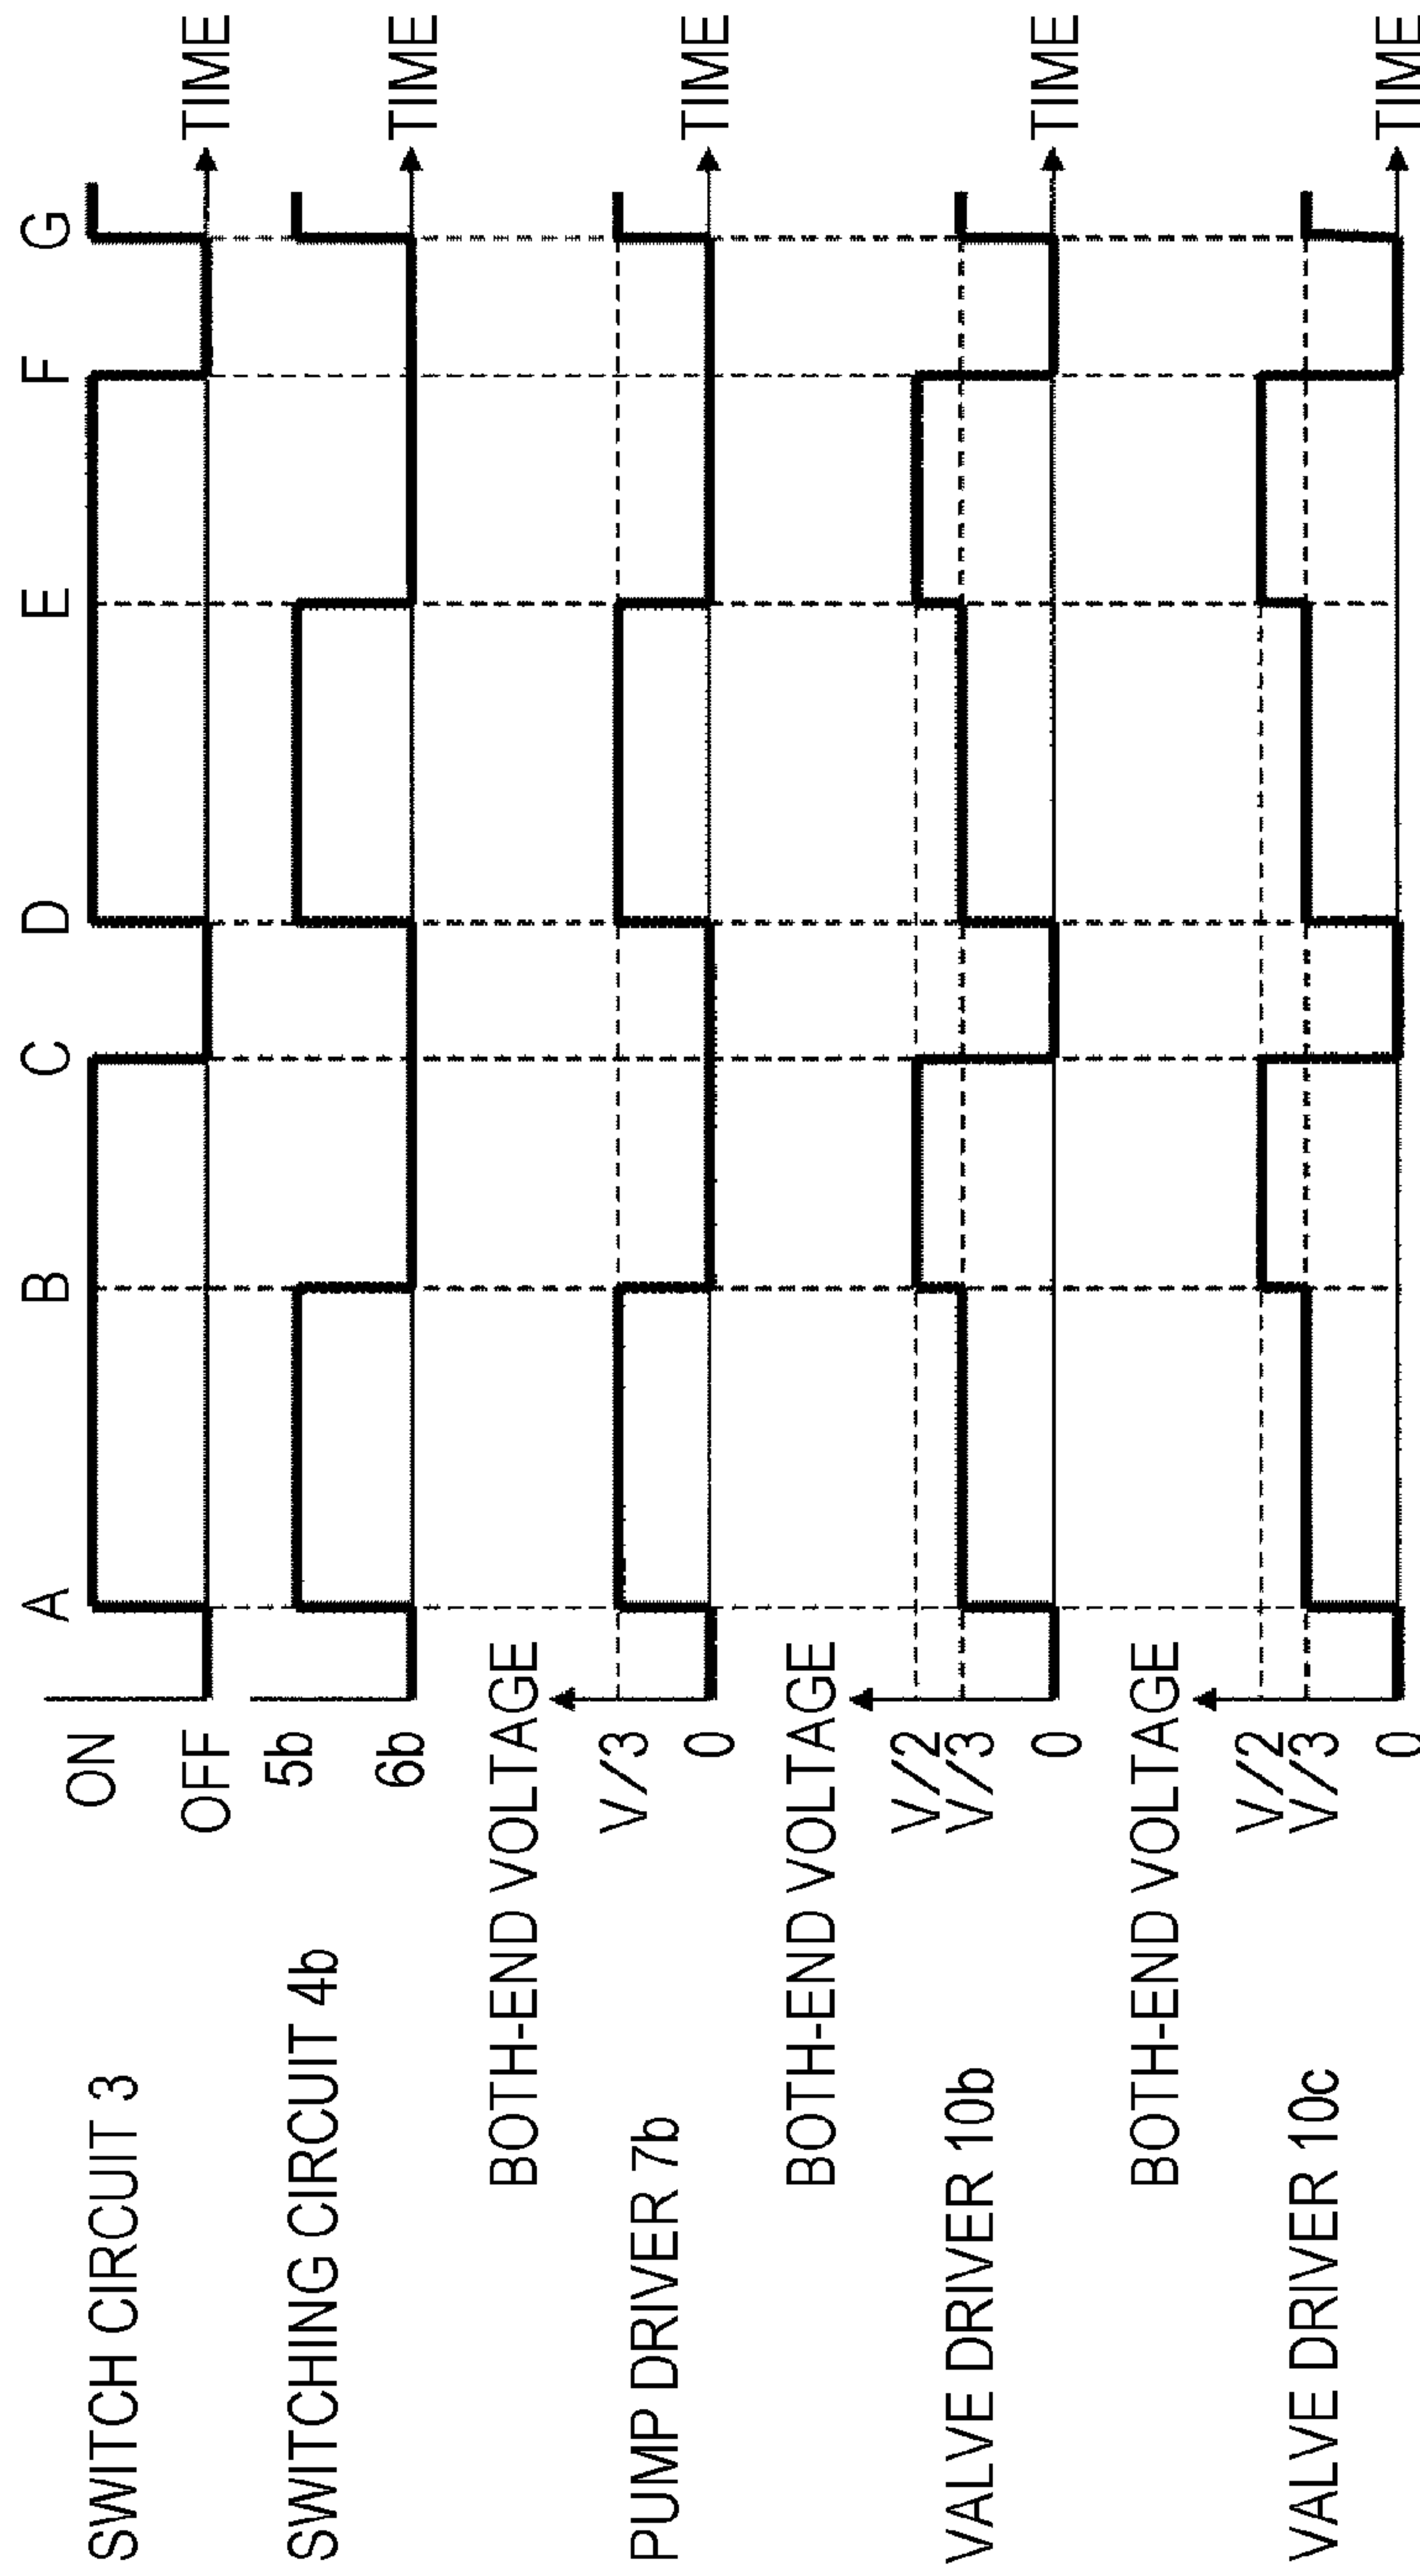 A B C D E F G
SWITCH CIRCUIT 3
ON
OFF
TIME
SWITCHING CIRCUIT 4b
5b
6b
TIME
BOTH-END VOLTAGE
PUMP DRIVER 7b
V/3
0
TIME
BOTH-END VOLTAGE
VALVE DRIVER 10b
V/2
V/3
0
TIME
BOTH-END VOLTAGE
VALVE DRIVER 10c
V/2
V/3
0
TIME